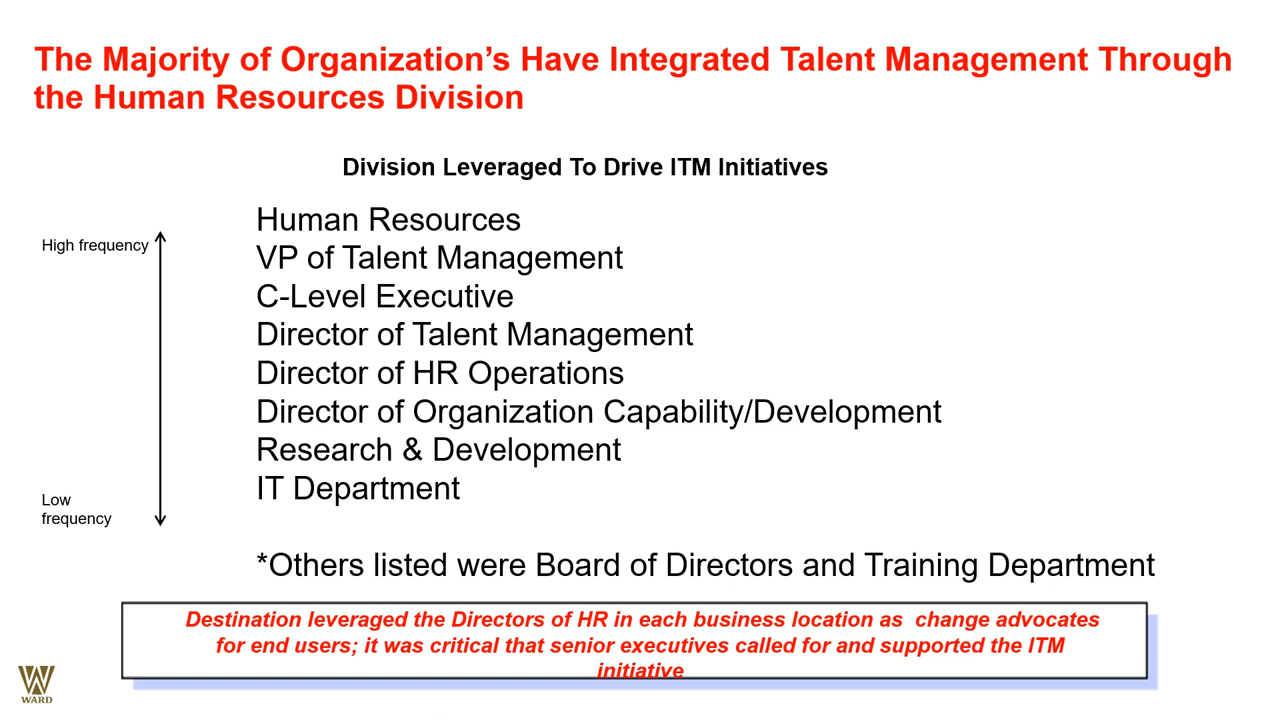 The Majority of Organization’s Have Integrated Talent Management Through
the Human Resources Division
Division Leveraged To Drive ITM Initiatives
High frequency
Human Resources
VP of Talent Management
C-Level Executive
Director of Talent Management
Director of HR Operations
Director of Organization Capability/Development
Research & Development
IT Department
Low
frequency
*Others listed were Board of Directors and Training Department
Destination leveraged the Directors of HR in each business location as  change advocates
for end users; it was critical that senior executives called for and supported the ITM
initiative
WARD